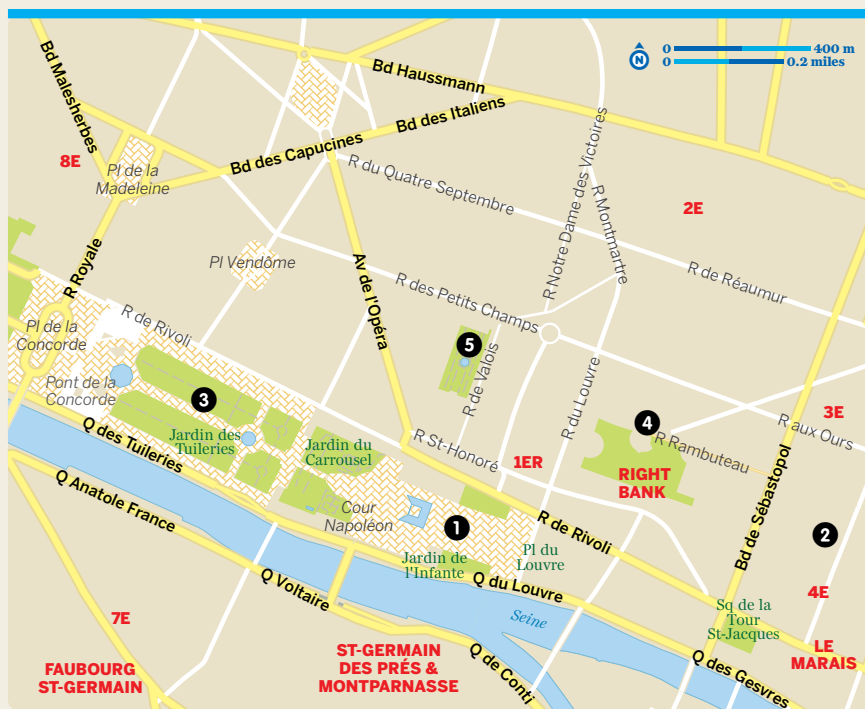 N
0
400 m
0
0.2 miles
Bd Malesherbes
Bd Haussmann
Bd des Italiens
Bd des Capucines
8E
Pl de la
Madeleine
R du Quatre Septembre
R Notre Dame des Victoires
R Montmartre
2E
R Royale
Pl Vendôme
Av de l'Opéra
R des Petits Champs
R de Réaumur
Pl de la
Concorde
R de Rivoli
5
R de Valois
Pont de la
Concorde
3
R du Louvre
4
3E
R aux Ours
Q des Tuileries
Jardin des
Tuileries
Jardin du
Carrousel
R St-Honoré
1ER
R Rambuteau
RIGHT
BANK
Bd de Sébastopol
Q Anatole France
Cour
Napoléon
1
R de Rivoli
2
Jardin de
l'Infante
Pl du
Louvre
Q Voltaire
Q du Louvre
Seine
4E
7E
Sq de la
Tour
St-Jacques
LE
MARAIS
FAUBOURG
ST-GERMAIN
ST-GERMAIN
DES PRÉS &
MONTPARNASSE
Q de Conti
Q des Gesvres